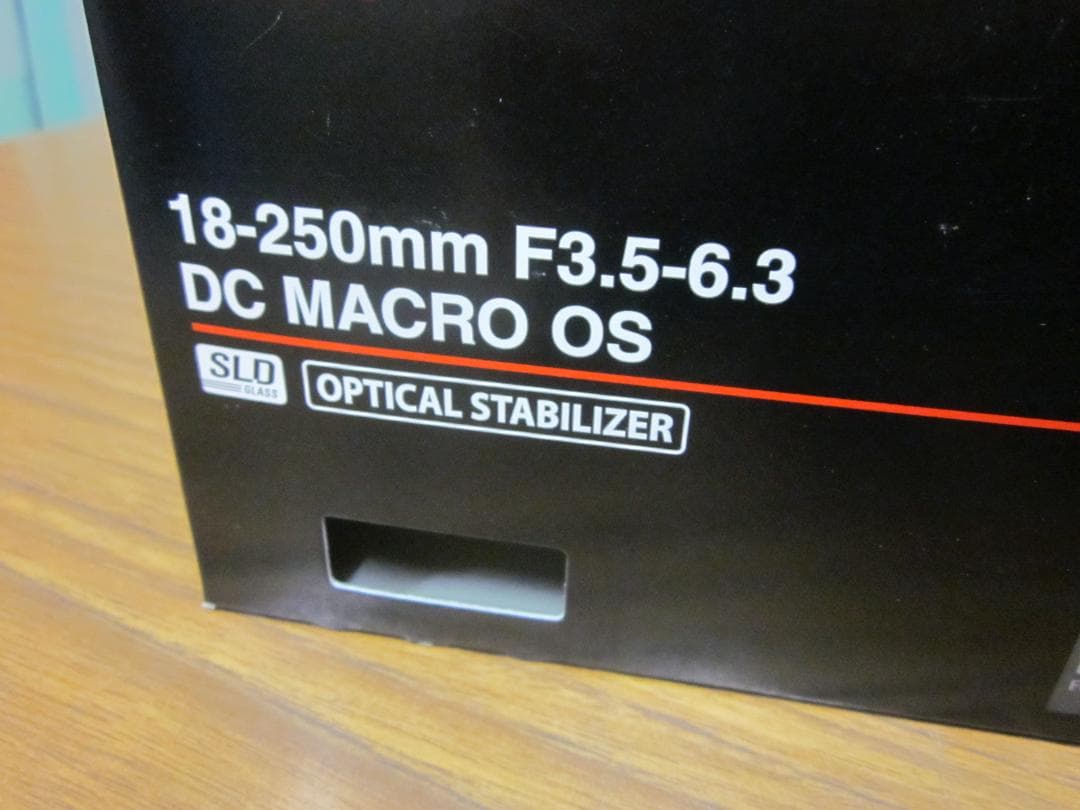 18-250mm F3.5-6.3
DC MACRO OS
SLD
GLASS
OPTICAL STABILIZER